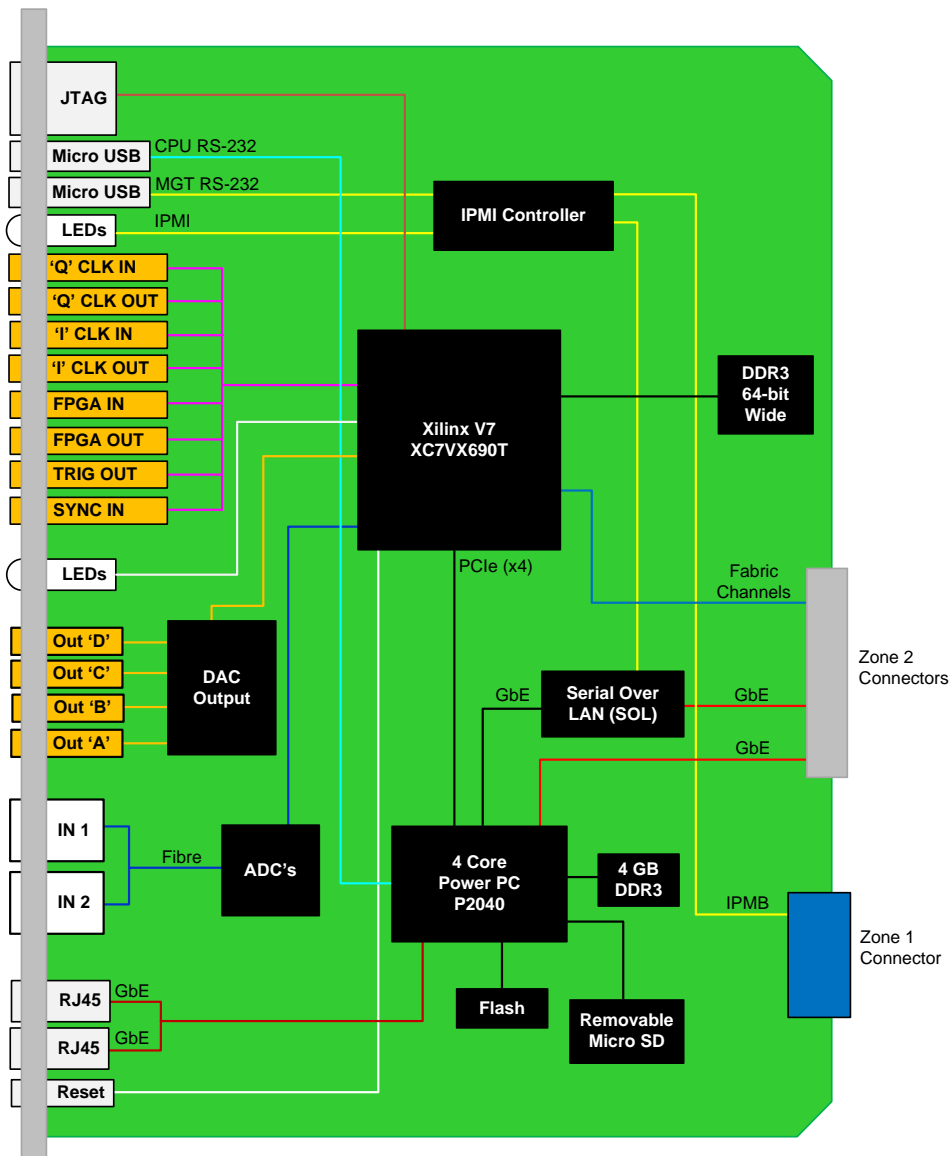 JTAG
Micro USB
CPU RS-232
Micro USB
MGT RS-232
IPMI Controller
LEDs
IPMI
‘Q’ CLK IN
‘Q’ CLK OUT
‘I’ CLK IN
‘I’ CLK OUT
FPGA IN
FPGA OUT
TRIG OUT
SYNC IN
Xilinx V7
XC7VX690T
DDR3
64-bit
Wide
PCIe (x4)
LEDs
Fabric
Channels
Out ‘D’
Out ‘C’
Out ‘B’
Out ‘A’
DAC
Output
GbE
Serial Over
LAN (SOL)
GbE
GbE
Zone 2
Connectors
IN 1
IN 2
Fibre
ADC's
4 Core
Power PC
P2040
4 GB
DDR3
IPMB
Zone 1
Connector
RJ45
GbE
RJ45
GbE
Flash
Removable
Micro SD
Reset